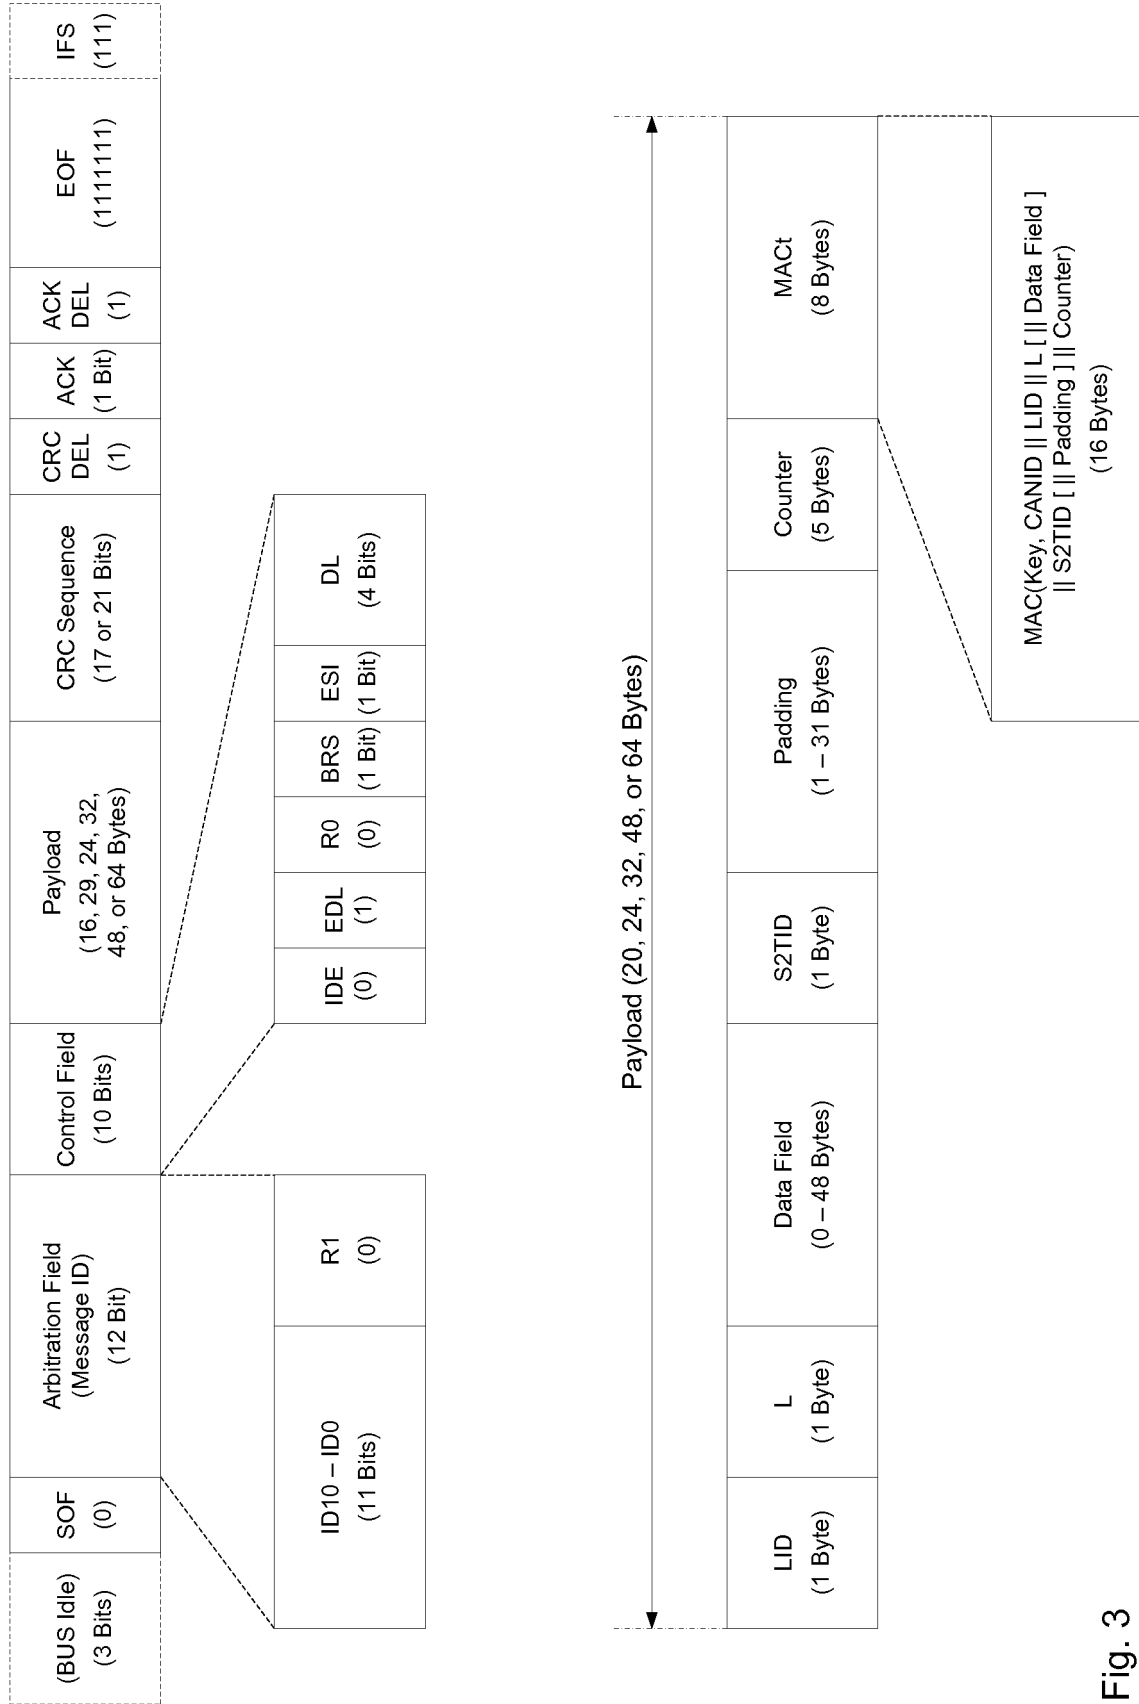 (BUS Idle)
(3 Bits)
SOF
(0)
Arbitration Field
(Message ID)
(12 Bit)
Control Field
(10 Bits)
Payload
(16, 29, 24, 32,
48, or 64 Bytes)
CRC Sequence
(17 or 21 Bits)
CRC
DEL
(1)
ACK
(1 Bit)
ACK
DEL
(1)
EOF
(1111111)
IFS
(111)
ID10 – ID0
(11 Bits)
R1
(0)
IDE
(0)
EDL
(1)
R0
(0)
BRS
(1 Bit)
ESI
(1 Bit)
DL
(4 Bits)
Payload (20, 24, 32, 48, or 64 Bytes)
LID
(1 Byte)
L
(1 Byte)
Data Field
(0 – 48 Bytes)
S2TID
(1 Byte)
Padding
(1 – 31 Bytes)
Counter
(5 Bytes)
MACt
(8 Bytes)
MAC(Key, CANID || LID || L [ || Data Field ]
|| S2TID [ || Padding ] || Counter)
(16 Bytes)
Fig. 3